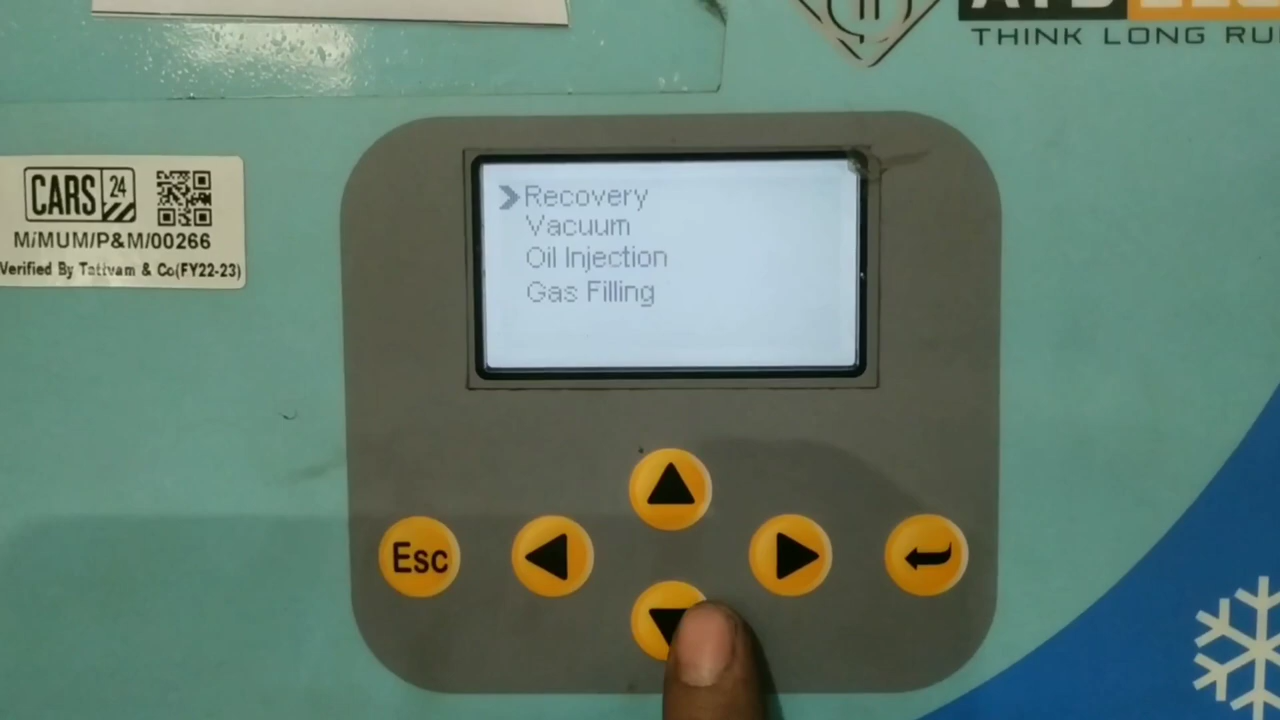 THINK LONG RU
CARS
24
M/MUM/P&M/00266
Verified By Tattvam & Co(FY22-23)
Recovery
Vacuum
Oil Injection
Gas Filling
Esc